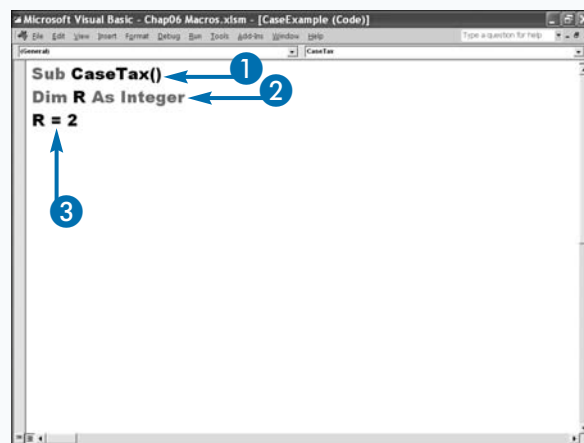 Microsoft Visual Basic - Chap06 Macros.xlsm - [CaseExample (Code)]
File Edit View Insert Format Debug Run Tools Add-Ins Window Help Type a question for help
(General) CaseTax
Sub CaseTax() 1
Dim R As Integer 2
R = 2
3